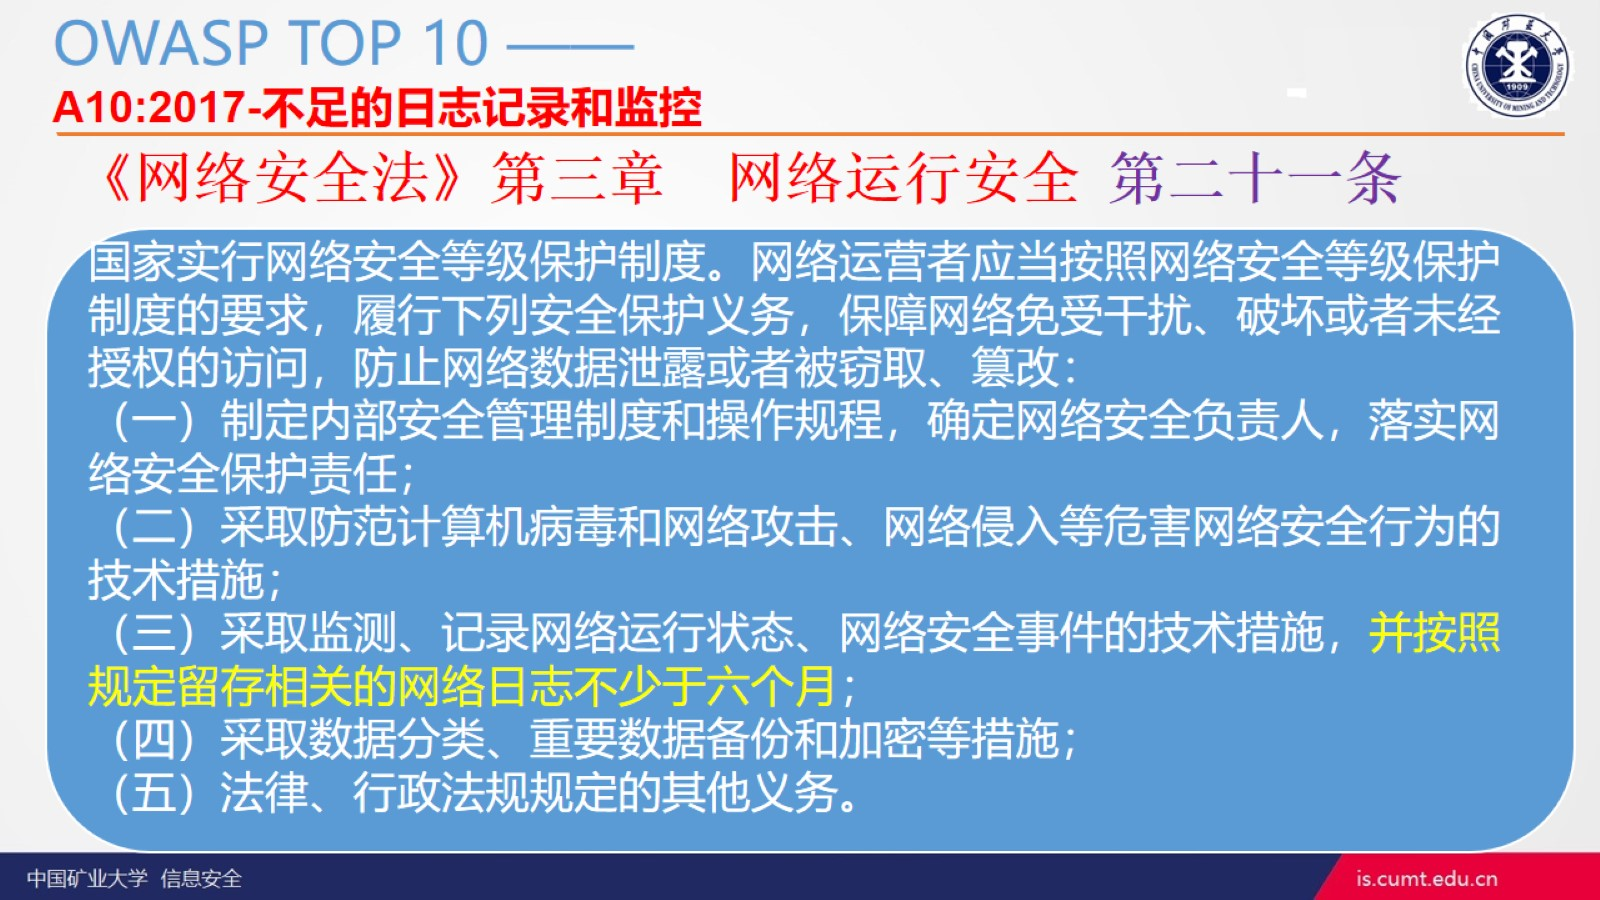 OWASP TOP 10 ——
A10:2017-不足的日志记录和监控
《网络安全法》第三章 网络运行安全 第二十一条
国家实行网络安全等级保护制度。网络运营者应当按照网络安全等级保护
制度的要求，履行下列安全保护义务，保障网络免受干扰、破坏或者未经
授权的访问，防止网络数据泄露或者被窃取、篡改：
（一）制定内部安全管理制度和操作规程，确定网络安全负责人，落实网
络安全保护责任；
（二）采取防范计算机病毒和网络攻击、网络侵入等危害网络安全行为的
技术措施；
（三）采取监测、记录网络运行状态、网络安全事件的技术措施，并按照
规定留存相关的网络日志不少于六个月；
（四）采取数据分类、重要数据备份和加密等措施；
（五）法律、行政法规规定的其他义务。
中国矿业大学
CHINA UNIVERSITY OF MINING AND TECHNOLOGY
1909
中国矿业大学 信息安全
is.cumt.edu.cn